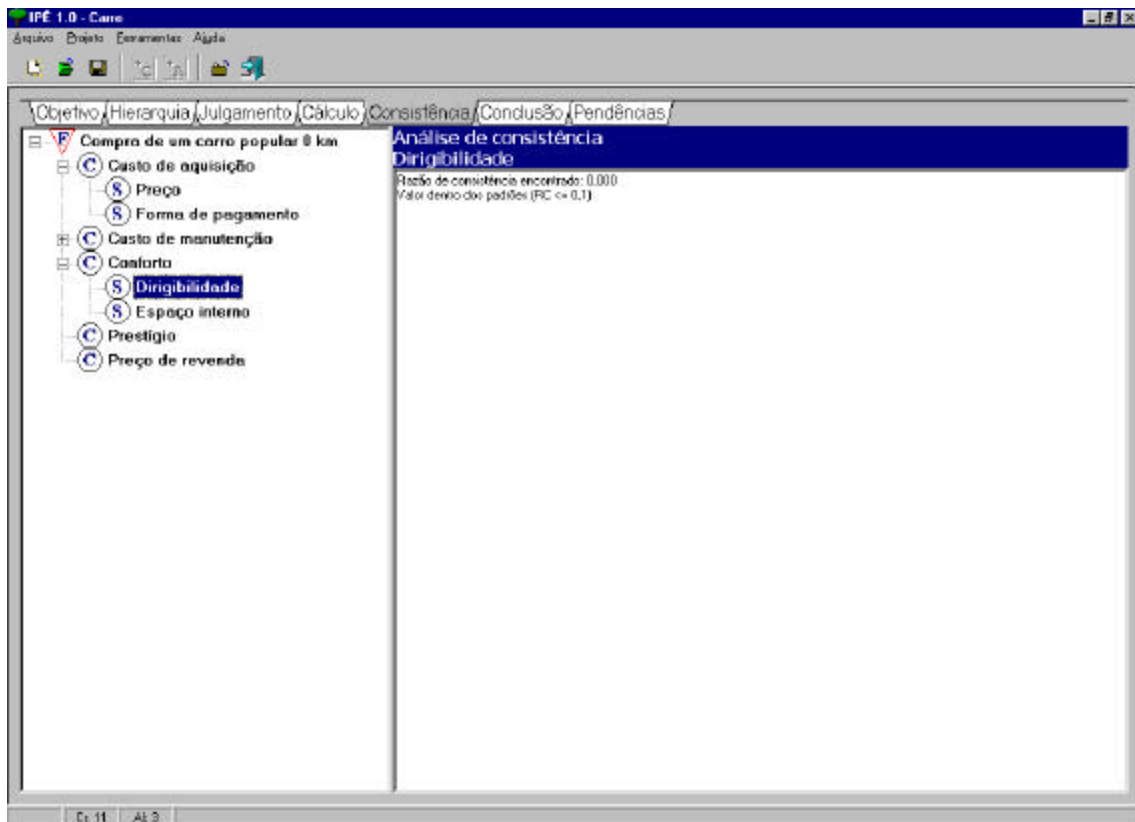 IPÊ 1.0 - Carro
Arquivo Projeto Ferramentas Ajuda
Objetivo Hierarquia Julgamento Cálculo Consistência Conclusão Pendências
F Compra de um carro popular 0 km
C Custo de aquisição
S Preço
S Forma de pagamento
C Custo de manutenção
C Conforto
S Dirigibilidade
S Espaço interno
C Prestígio
C Preço de revenda
Análise de consistência
Dirigibilidade
Razão de consistência encontrado: 0.000
Valor dentro dos padrões (RC <= 0,1)